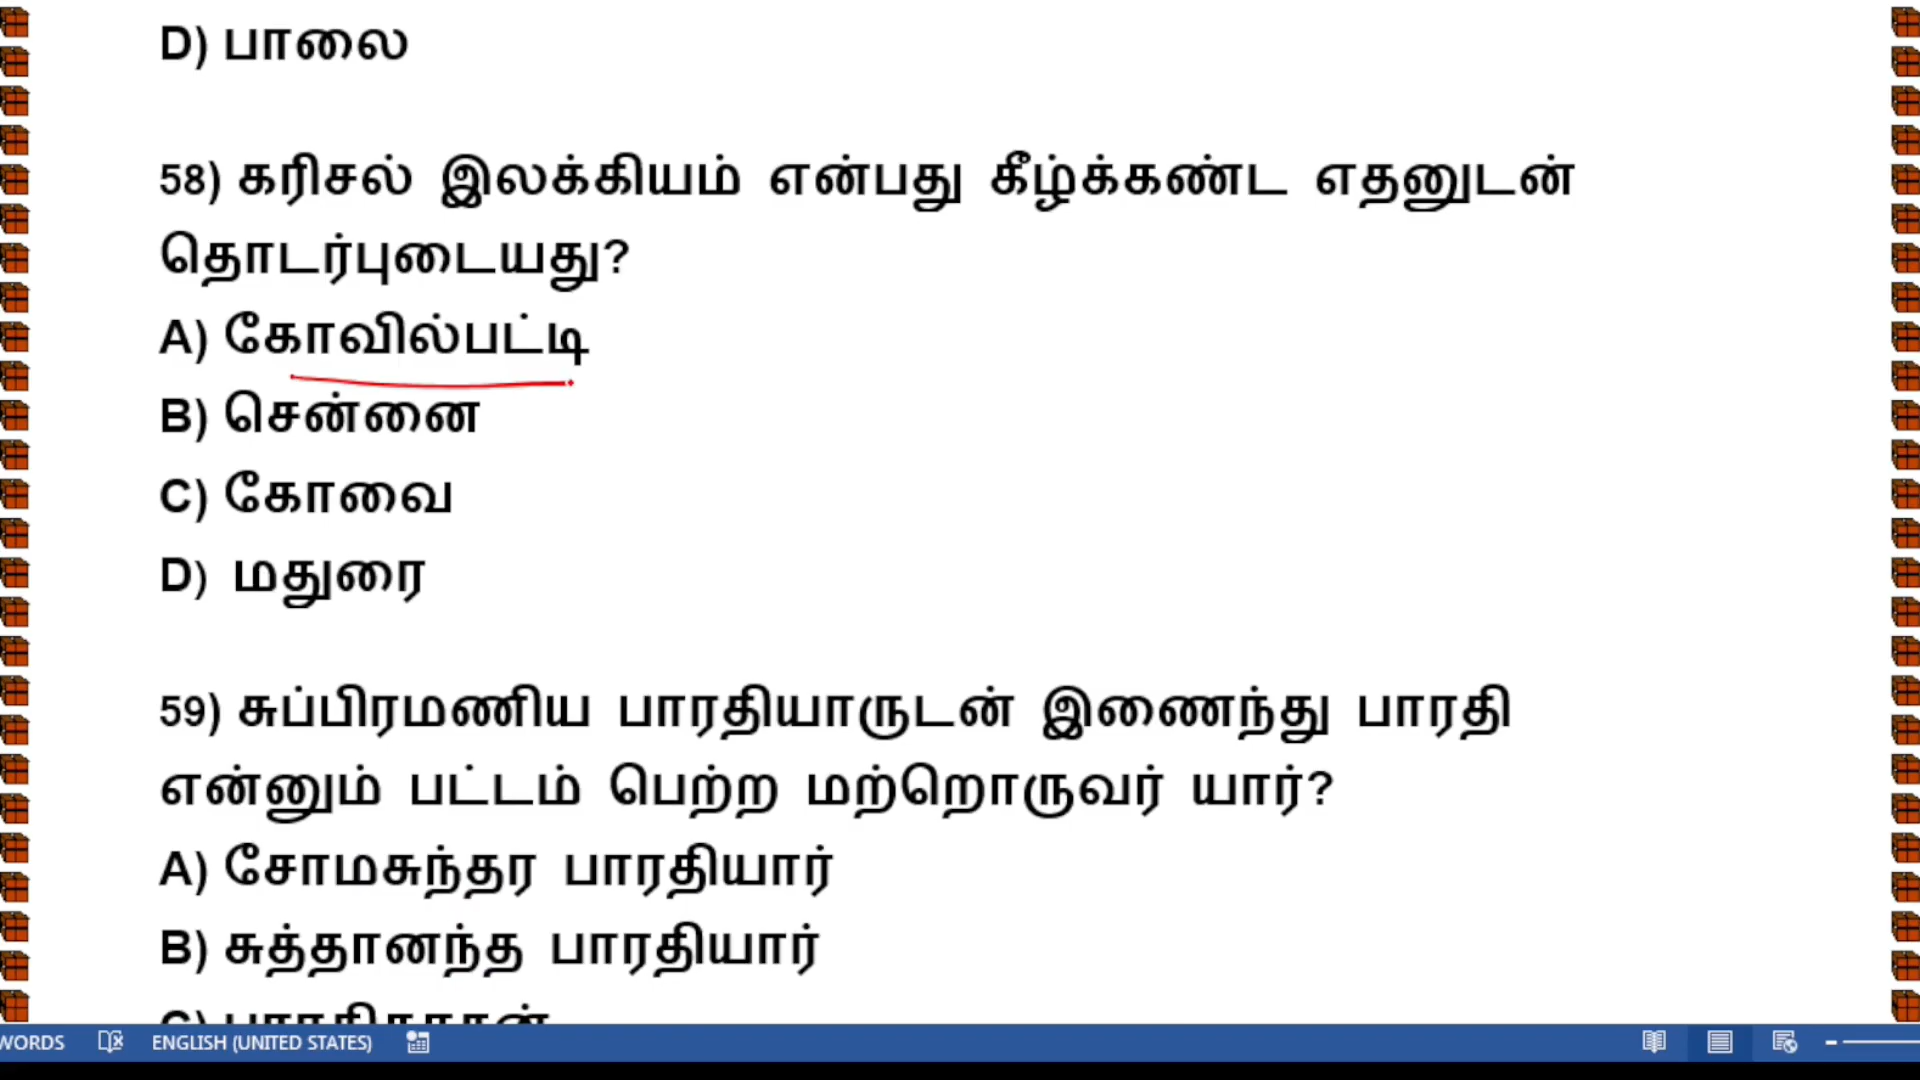 D) பாலை
58) கரிசல் இலக்கியம் என்பது கீழ்க்கண்ட எதனுடன்
தொடர்புடையது?
A) கோவில்பட்டி
B) சென்னை
C) கோவை
D) மதுரை
59) சுப்பிரமணிய பாரதியாருடன் இணைந்து பாரதி
என்னும் பட்டம் பெற்ற மற்றொருவர் யார்?
A) சோமசுந்தர பாரதியார்
B) சுத்தானந்த பாரதியார்
WORDS ENGLISH (UNITED STATES)